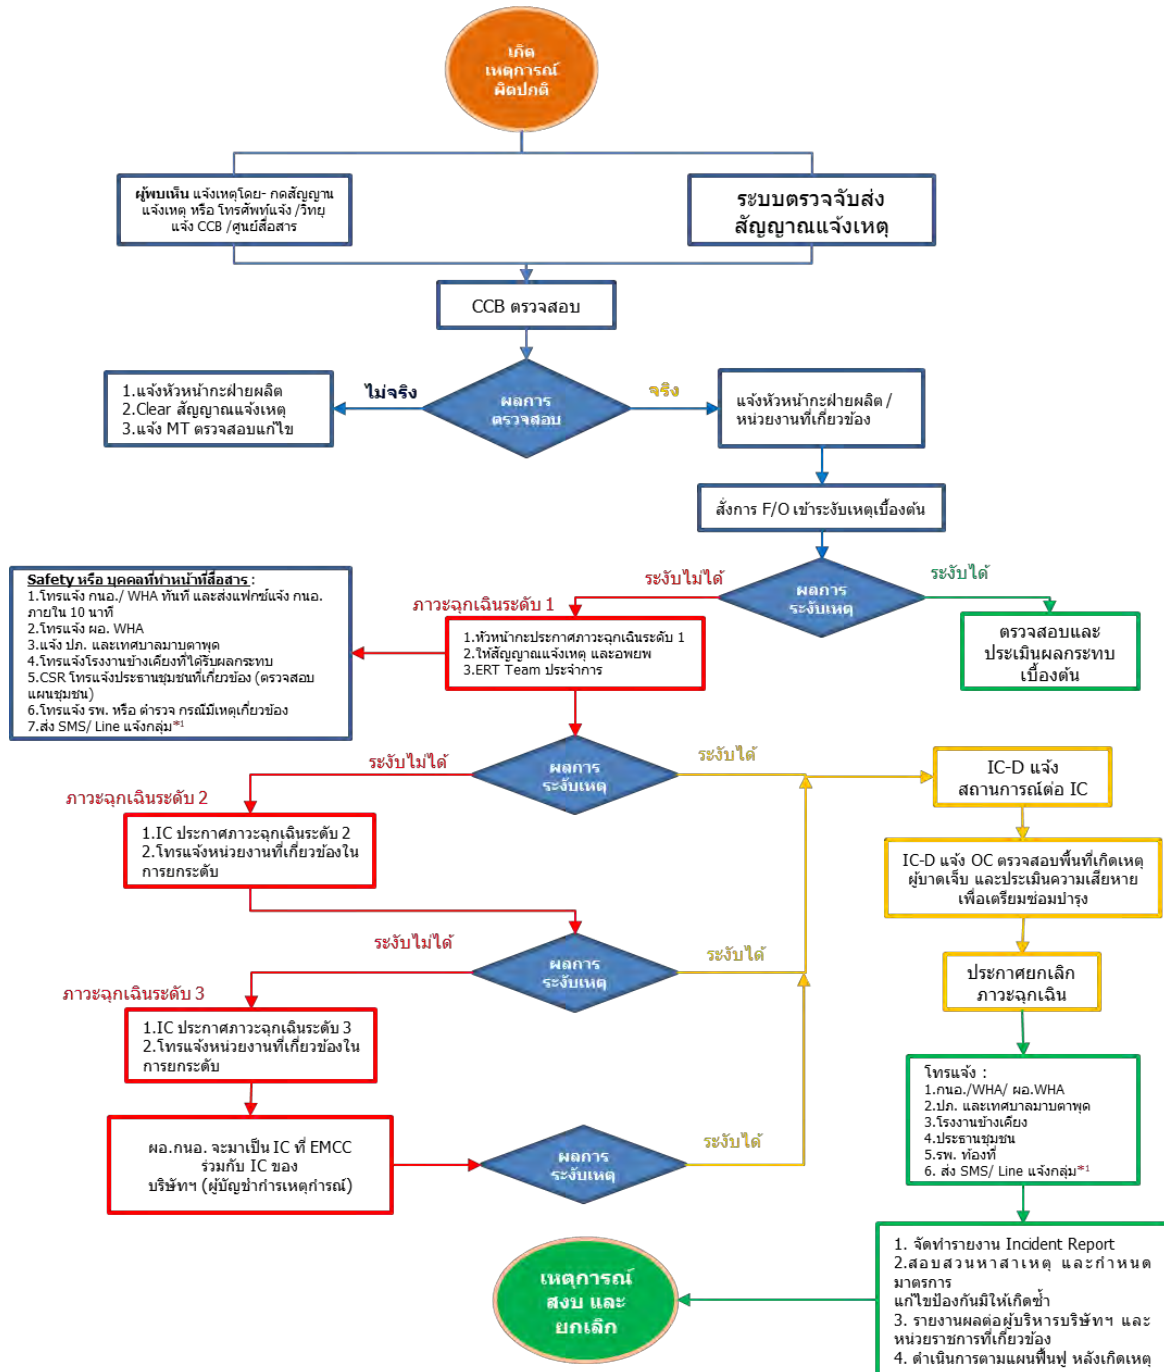 เกิด
เหตุการณ์
ผิดปกติ
ผู้พบเห็น แจ้งเหตุโดย- กดสัญญาน
แจ้งเหตุ หรือ โทรศัพท์แจ้ง /วิทยุ
แจ้ง CCB /ศูนย์สื่อสาร
ระบบตรวจจับส่ง
สัญญาณแจ้งเหตุ
CCB ตรวจสอบ
ผลการ
ตรวจสอบ
ไม่จริง
จริง
1.แจ้งหัวหน้ากะฝ่ายผลิต
2.Clear สัญญาณแจ้งเหตุ
3.แจ้ง MT ตรวจสอบแก้ไข
แจ้งหัวหน้ากะฝ่ายผลิต /
หน่วยงานที่เกี่ยวข้อง
สั่งการ F/O เข้าระงับเหตุเบื้องต้น
ผลการ
ระงับเหตุ
ระงับไม่ได้
ระงับได้
ตรวจสอบและ
ประเมินผลกระทบ
เบื้องต้น
ภาวะฉุกเฉินระดับ 1
1.หัวหน้ากะประกาศภาวะฉุกเฉินระดับ 1
2.ให้สัญญาณแจ้งเหตุ และอพยพ
3.ERT Team ประจำการ
Safety หรือ บุคคลที่ทำหน้าที่สื่อสาร :
1.โทรแจ้ง กนอ./ WHA ทันที และส่งแฟกซ์แจ้ง กนอ.
ภายใน 10 นาที
2.โทรแจ้ง ผอ. WHA
3.แจ้ง ปภ. และเทศบาลมาบตาพุด
4.โทรแจ้งโรงงานข้างเคียงที่ได้รับผลกระทบ
5.CSR โทรแจ้งประธานชุมชนที่เกี่ยวข้อง (ตรวจสอบ
แผนชุมชน)
6.โทรแจ้ง รพ. หรือ ตำรวจ กรณีมีเหตุเกี่ยวข้อง
7.ส่ง SMS/ Line แจ้งกลุ่ม*1
ผลการ
ระงับเหตุ
ระงับไม่ได้
ระงับได้
ภาวะฉุกเฉินระดับ 2
1.IC ประกาศภาวะฉุกเฉินระดับ 2
2.โทรแจ้งหน่วยงานที่เกี่ยวข้องใน
การยกระดับ
IC-D แจ้ง
สถานการณ์ต่อ IC
IC-D แจ้ง OC ตรวจสอบพื้นที่เกิดเหตุ
ผู้บาดเจ็บ และประเมินความเสียหาย
เพื่อเตรียมซ่อมบำรุง
ผลการ
ระงับเหตุ
ระงับไม่ได้
ระงับได้
ภาวะฉุกเฉินระดับ 3
1.IC ประกาศภาวะฉุกเฉินระดับ 3
2.โทรแจ้งหน่วยงานที่เกี่ยวข้องใน
การยกระดับ
ประกาศยกเลิก
ภาวะฉุกเฉิน
โทรแจ้ง :
1.กนอ./WHA/ ผอ.WHA
2.ปภ. และเทศบาลมาบตาพุด
3.โรงงานข้างเคียง
4.ประธานชุมชน
5.รพ. ท้องที่
6. ส่ง SMS/ Line แจ้งกลุ่ม*1
ผอ.กนอ. จะมาเป็น IC ที่ EMCC
ร่วมกับ IC ของ
บริษัทฯ (ผู้บัญชาการเหตุการณ์)
ผลการ
ระงับเหตุ
ระงับได้
1. จัดทำรายงาน Incident Report
2.สอบสวนหาสาเหตุ และกำหนด
มาตรการ
แก้ไขป้องกันมิให้เกิดซ้ำ
3. รายงานผลต่อผู้บริหารบริษัทฯ และ
หน่วยราชการที่เกี่ยวข้อง
4. ดำเนินการตามแผนฟื้นฟู หลังเกิดเหตุ
เหตุการณ์
สงบ และ
ยกเลิก